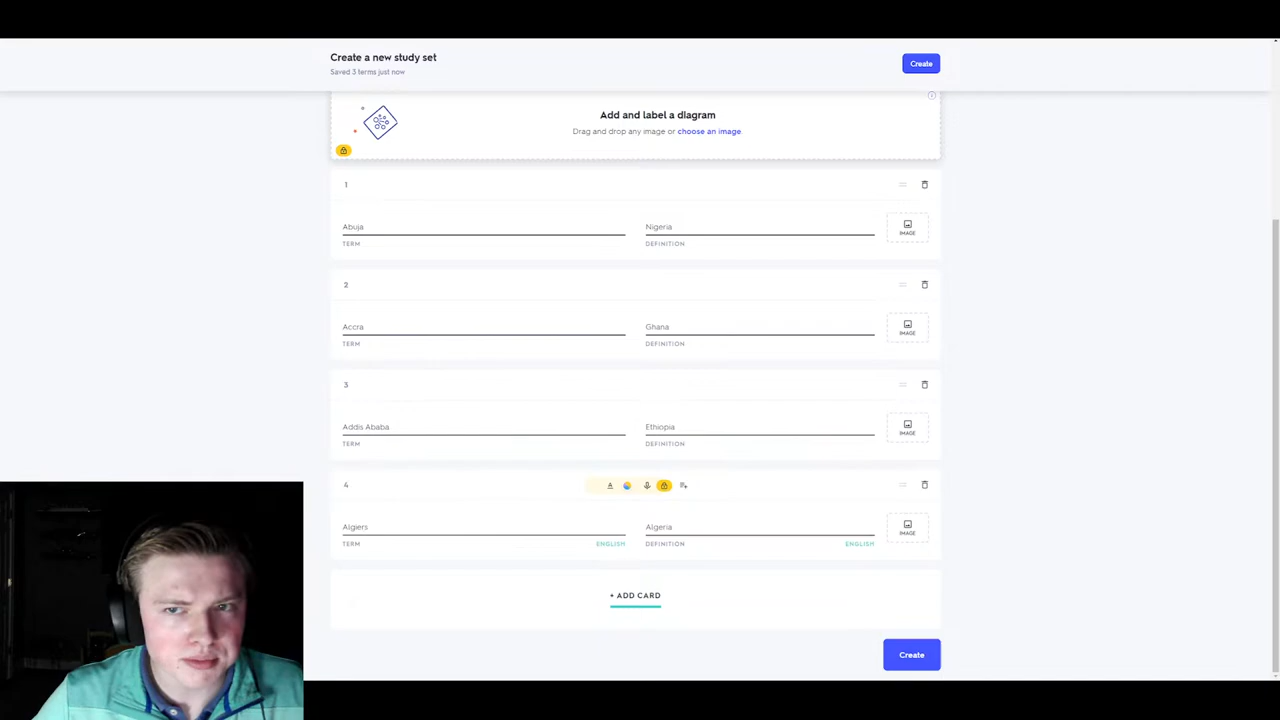 Create a new study set
Saved 3 terms just now
Create
Add and label a diagram
Drag and drop any image or choose an image.
1
Abuja
Nigeria
TERM
DEFINITION
IMAGE
2
Accra
Ghana
TERM
DEFINITION
IMAGE
3
Addis Ababa
Ethiopia
TERM
DEFINITION
IMAGE
4
Algiers
Algeria
TERM
ENGLISH
DEFINITION
ENGLISH
IMAGE
+ ADD CARD
Create